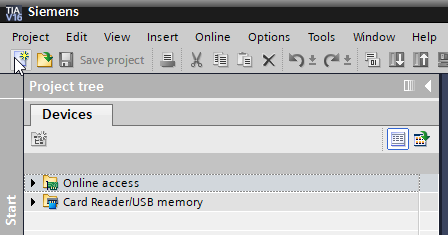 TIA
V16
Siemens
Project Edit View Insert Online Options Tools Window Help
Save project
Project tree
Devices
Online access
Card Reader/USB memory
Start